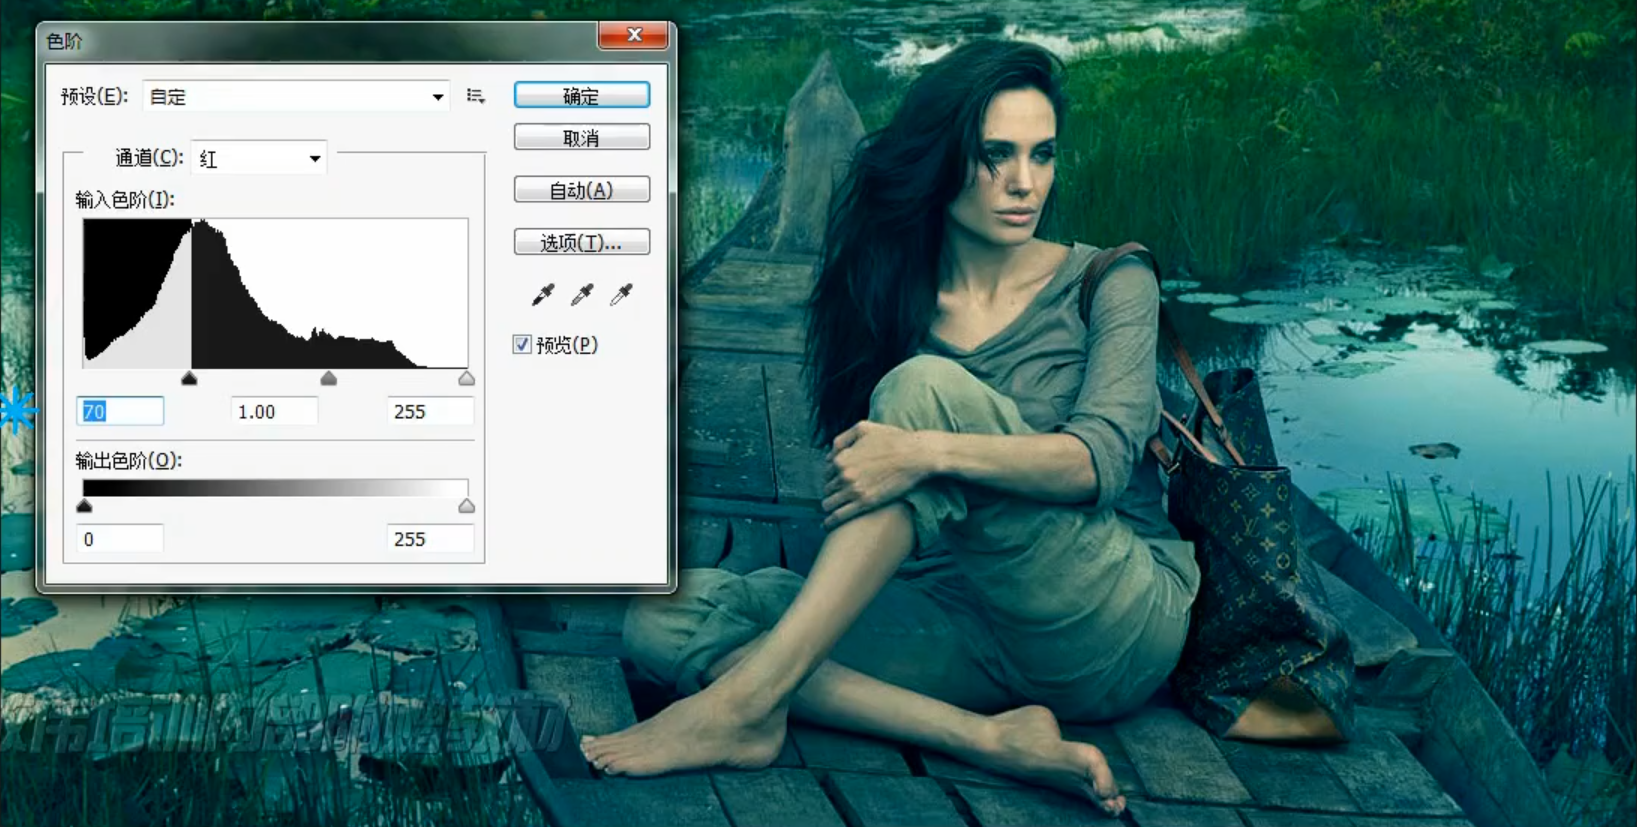 色阶
预设(E): 自定
确定
取消
自动(A)
选项(T)...
预览(P)
通道(C): 红
输入色阶(I):
70 1.00 255
输出色阶(O):
0 255